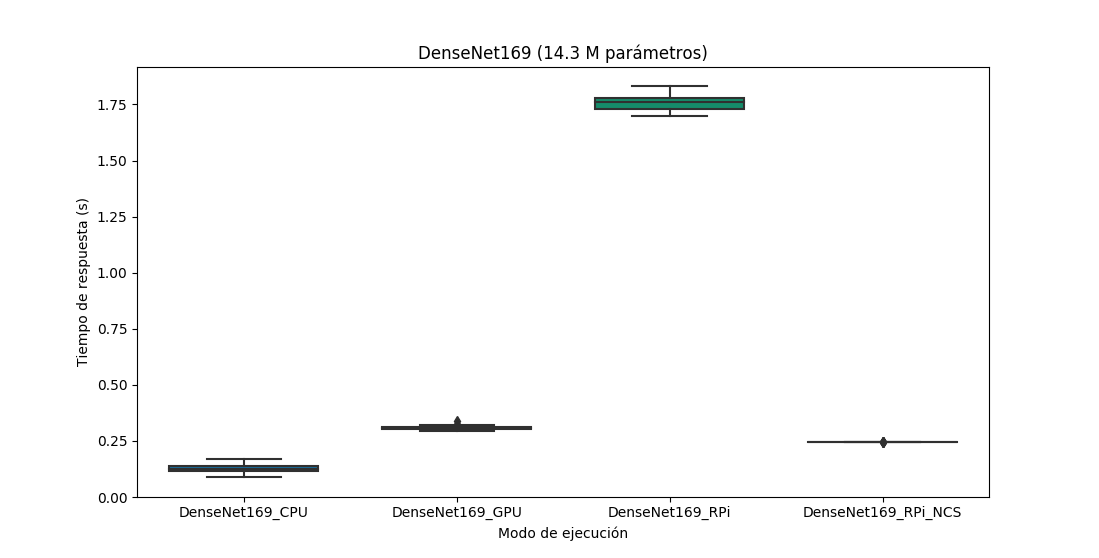 DenseNet169 (14.3 M parámetros)
Tiempo de respuesta (s)
1.75
1.50
1.25
1.00
0.75
0.50
0.25
0.00
DenseNet169_CPU
DenseNet169_GPU
DenseNet169_RPi
DenseNet169_RPi_NCS
Modo de ejecución